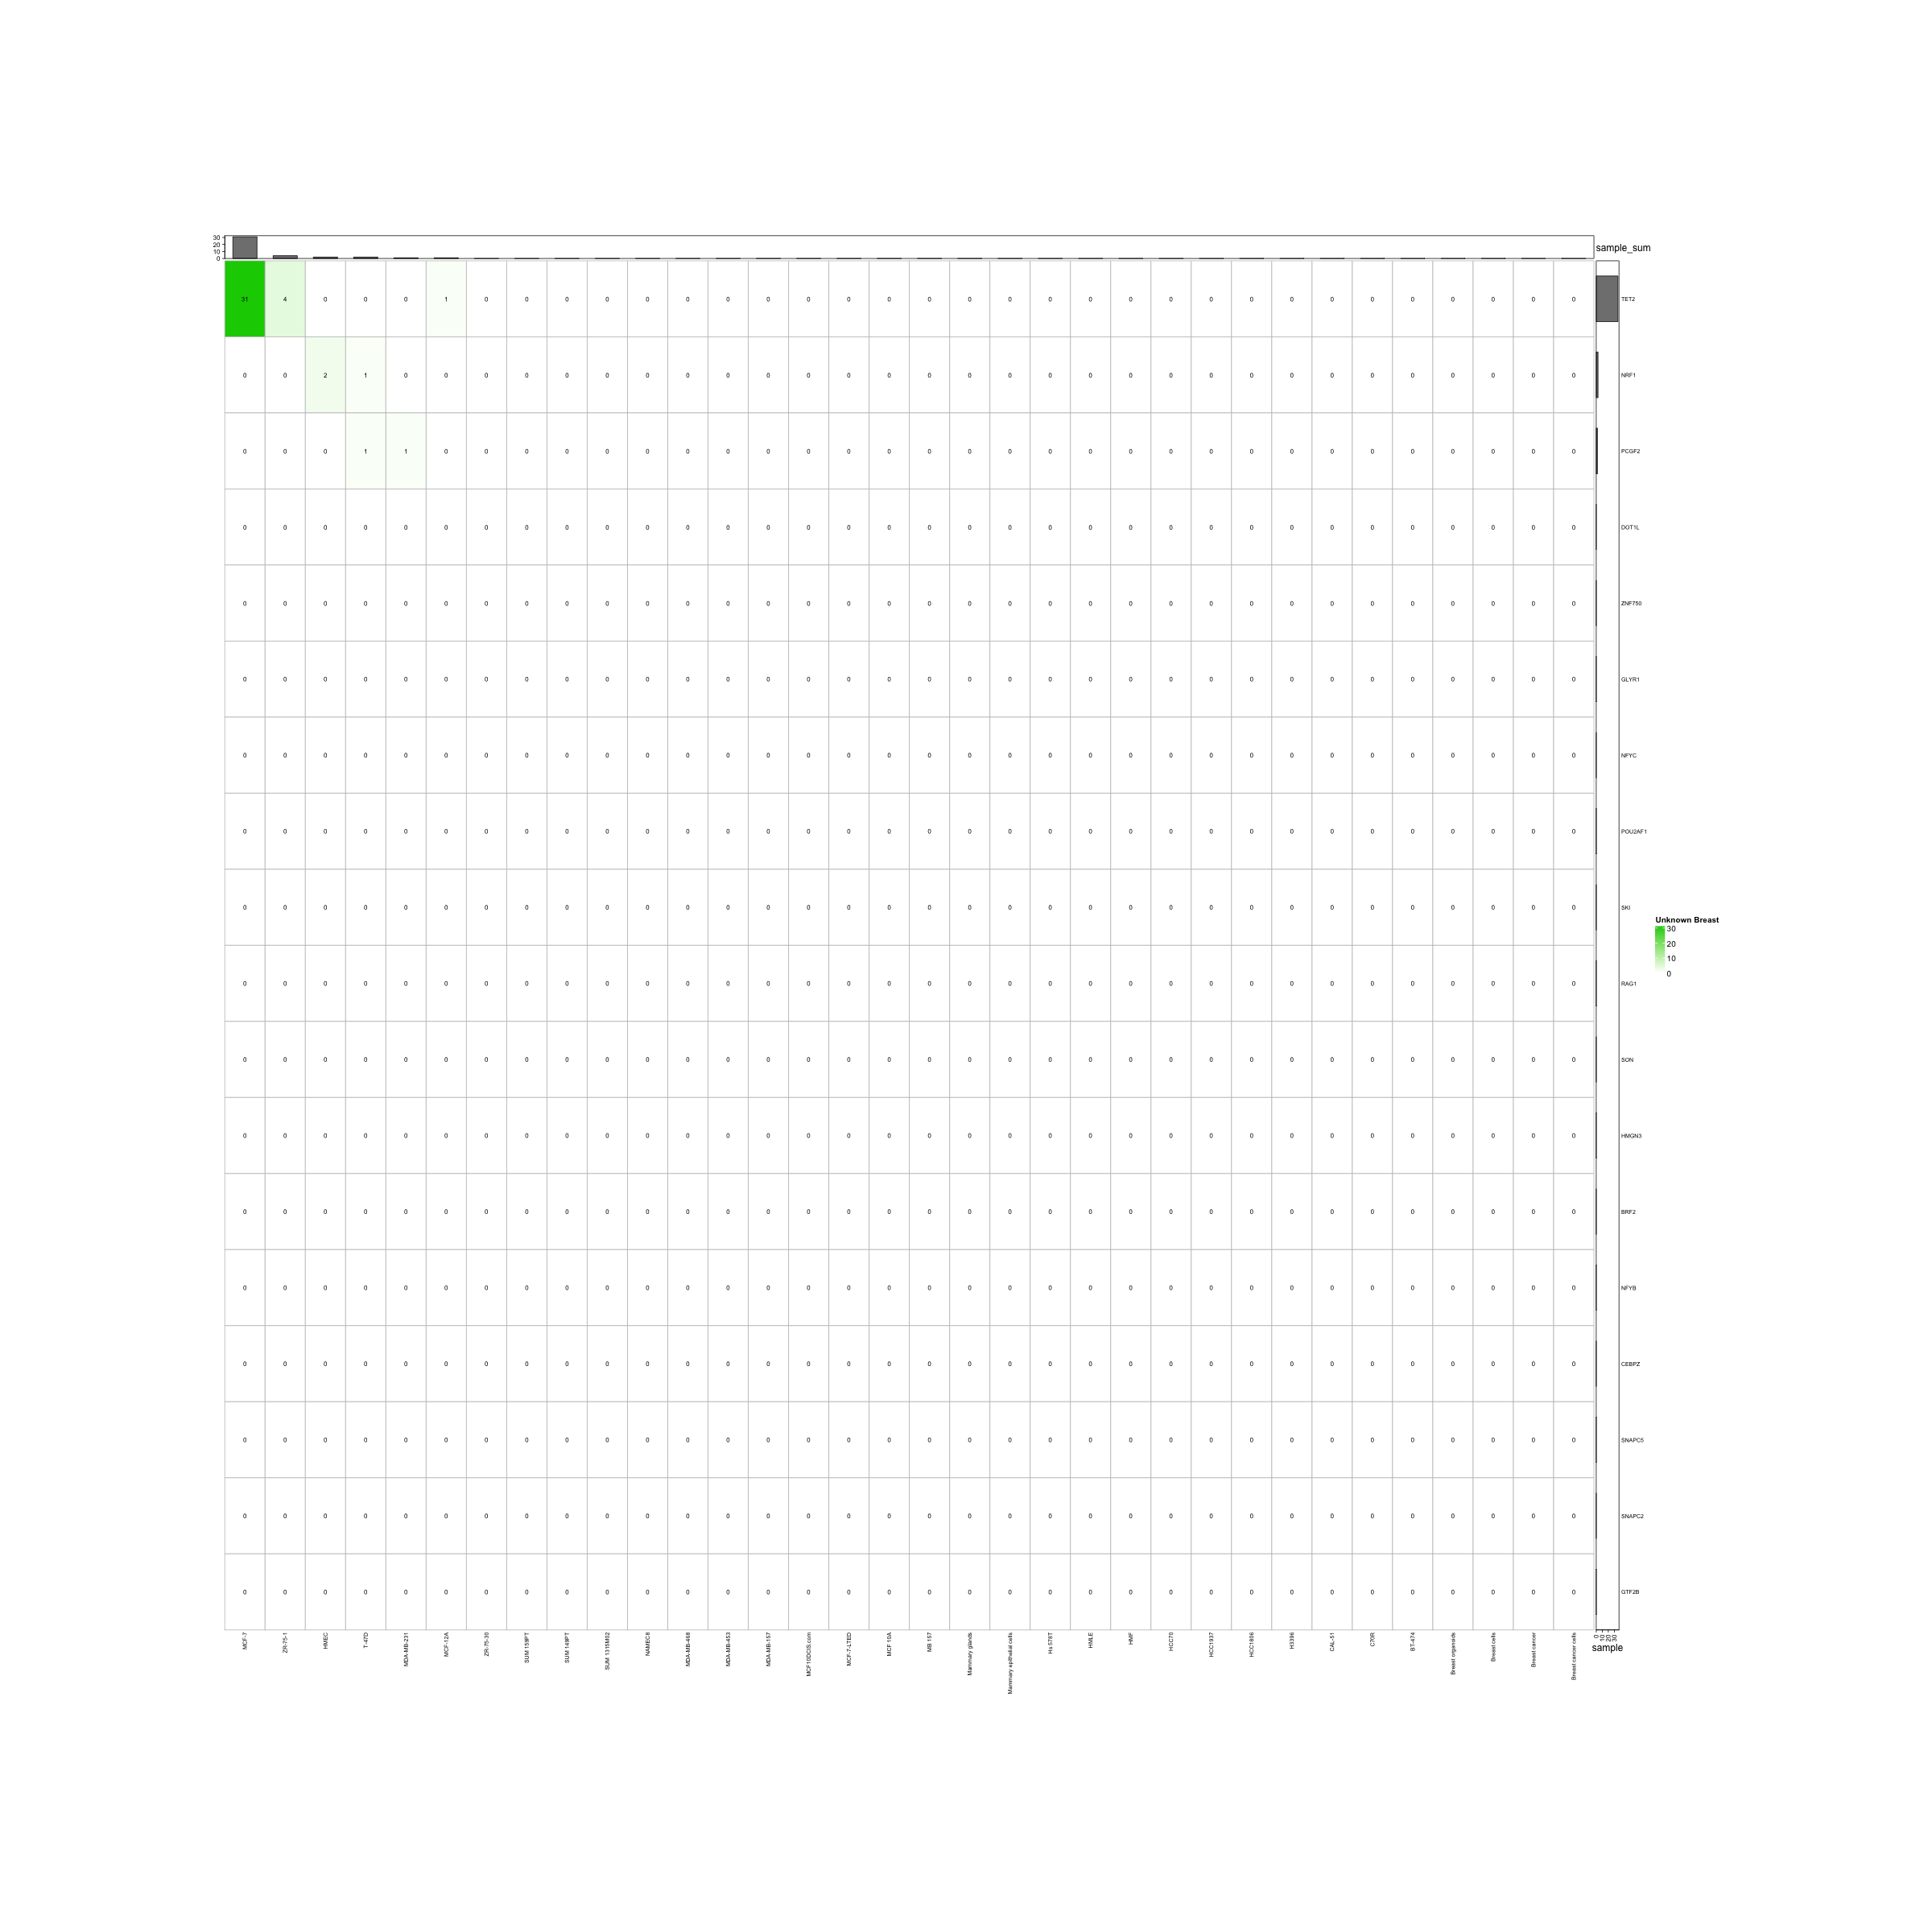 30
20
10
0
sample_sum
31 4 0 0 0 1 0 0 0 0 0 0 0 0 0 0 0 0 0 0 0 0 0 0 0 0 0 0 0 0 0 0 0 0 TET2
0 0 2 1 0 0 0 0 0 0 0 0 0 0 0 0 0 0 0 0 0 0 0 0 0 0 0 0 0 0 0 0 0 0 NRF1
0 0 0 1 1 0 0 0 0 0 0 0 0 0 0 0 0 0 0 0 0 0 0 0 0 0 0 0 0 0 0 0 0 0 PCGF2
0 0 0 0 0 0 0 0 0 0 0 0 0 0 0 0 0 0 0 0 0 0 0 0 0 0 0 0 0 0 0 0 0 0 DOT1L
0 0 0 0 0 0 0 0 0 0 0 0 0 0 0 0 0 0 0 0 0 0 0 0 0 0 0 0 0 0 0 0 0 0 ZNF750
0 0 0 0 0 0 0 0 0 0 0 0 0 0 0 0 0 0 0 0 0 0 0 0 0 0 0 0 0 0 0 0 0 0 GLYR1
0 0 0 0 0 0 0 0 0 0 0 0 0 0 0 0 0 0 0 0 0 0 0 0 0 0 0 0 0 0 0 0 0 0 NFYC
0 0 0 0 0 0 0 0 0 0 0 0 0 0 0 0 0 0 0 0 0 0 0 0 0 0 0 0 0 0 0 0 0 0 POU2AF1
0 0 0 0 0 0 0 0 0 0 0 0 0 0 0 0 0 0 0 0 0 0 0 0 0 0 0 0 0 0 0 0 0 0 SKI
0 0 0 0 0 0 0 0 0 0 0 0 0 0 0 0 0 0 0 0 0 0 0 0 0 0 0 0 0 0 0 0 0 0 RAG1
0 0 0 0 0 0 0 0 0 0 0 0 0 0 0 0 0 0 0 0 0 0 0 0 0 0 0 0 0 0 0 0 0 0 SON
0 0 0 0 0 0 0 0 0 0 0 0 0 0 0 0 0 0 0 0 0 0 0 0 0 0 0 0 0 0 0 0 0 0 HMGN3
0 0 0 0 0 0 0 0 0 0 0 0 0 0 0 0 0 0 0 0 0 0 0 0 0 0 0 0 0 0 0 0 0 0 BRF2
0 0 0 0 0 0 0 0 0 0 0 0 0 0 0 0 0 0 0 0 0 0 0 0 0 0 0 0 0 0 0 0 0 0 NFYB
0 0 0 0 0 0 0 0 0 0 0 0 0 0 0 0 0 0 0 0 0 0 0 0 0 0 0 0 0 0 0 0 0 0 CEBPZ
0 0 0 0 0 0 0 0 0 0 0 0 0 0 0 0 0 0 0 0 0 0 0 0 0 0 0 0 0 0 0 0 0 0 SNAPC5
0 0 0 0 0 0 0 0 0 0 0 0 0 0 0 0 0 0 0 0 0 0 0 0 0 0 0 0 0 0 0 0 0 0 SNAPC2
0 0 0 0 0 0 0 0 0 0 0 0 0 0 0 0 0 0 0 0 0 0 0 0 0 0 0 0 0 0 0 0 0 0 GTF2B
MCF-7
ZR-75-1
HMEC
T-47D
MDA-MB-231
MCF-12A
ZR-75-30
SUM 159PT
SUM 149PT
SUM 1315M02
NAMEC8
MDA-MB-468
MDA-MB-453
MDA-MB-157
MCF10DCIS.com
MCF-7-LTED
MCF 10A
MB 157
Mammary glands
Mammary epithelial cells
Hs 578T
HMLE
HMF
HCC70
HCC1937
HCC1806
H3396
CAL-51
C70R
BT-474
Breast organoids
Breast cells
Breast cancer
Breast cancer cells
0
10
20
30
sample
Unknown Breast
30
20
10
0